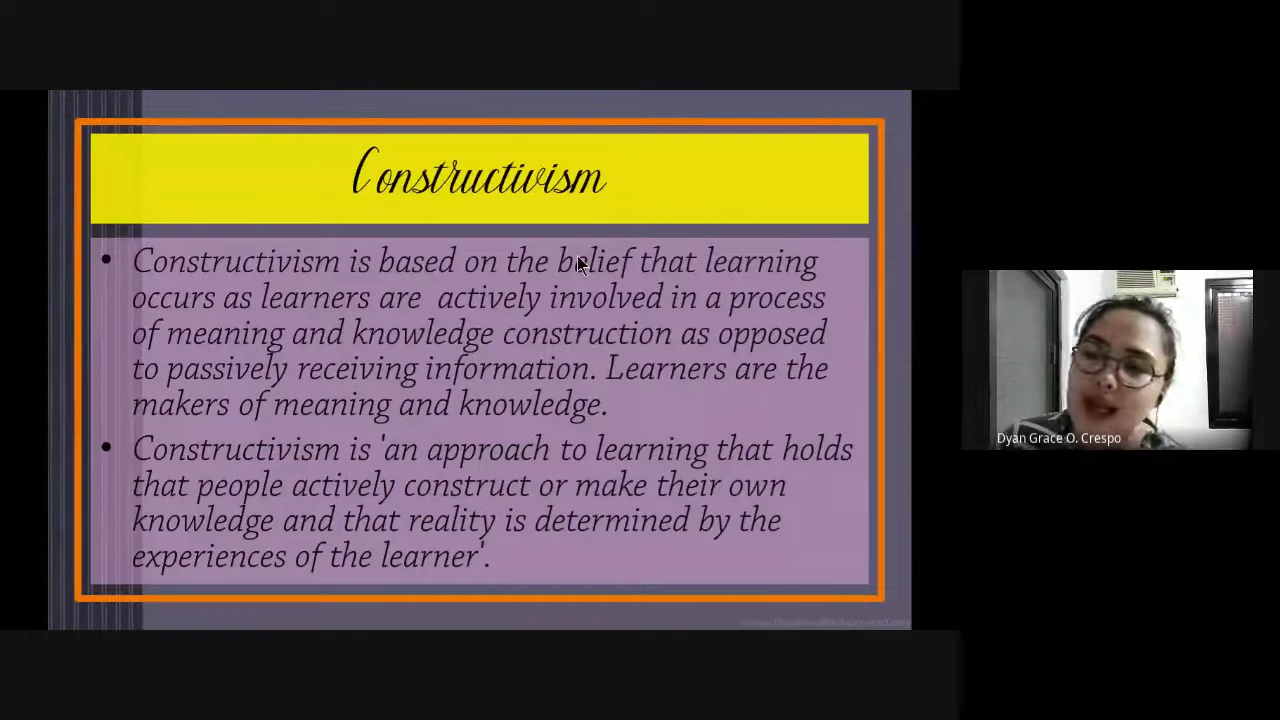 Constructivism
• Constructivism is based on the belief that learning
occurs as learners are actively involved in a process
of meaning and knowledge construction as opposed
to passively receiving information. Learners are the
makers of meaning and knowledge.
• Constructivism is 'an approach to learning that holds
that people actively construct or make their own
knowledge and that reality is determined by the
experiences of the learner'.
Dyan Grace O. Crespo